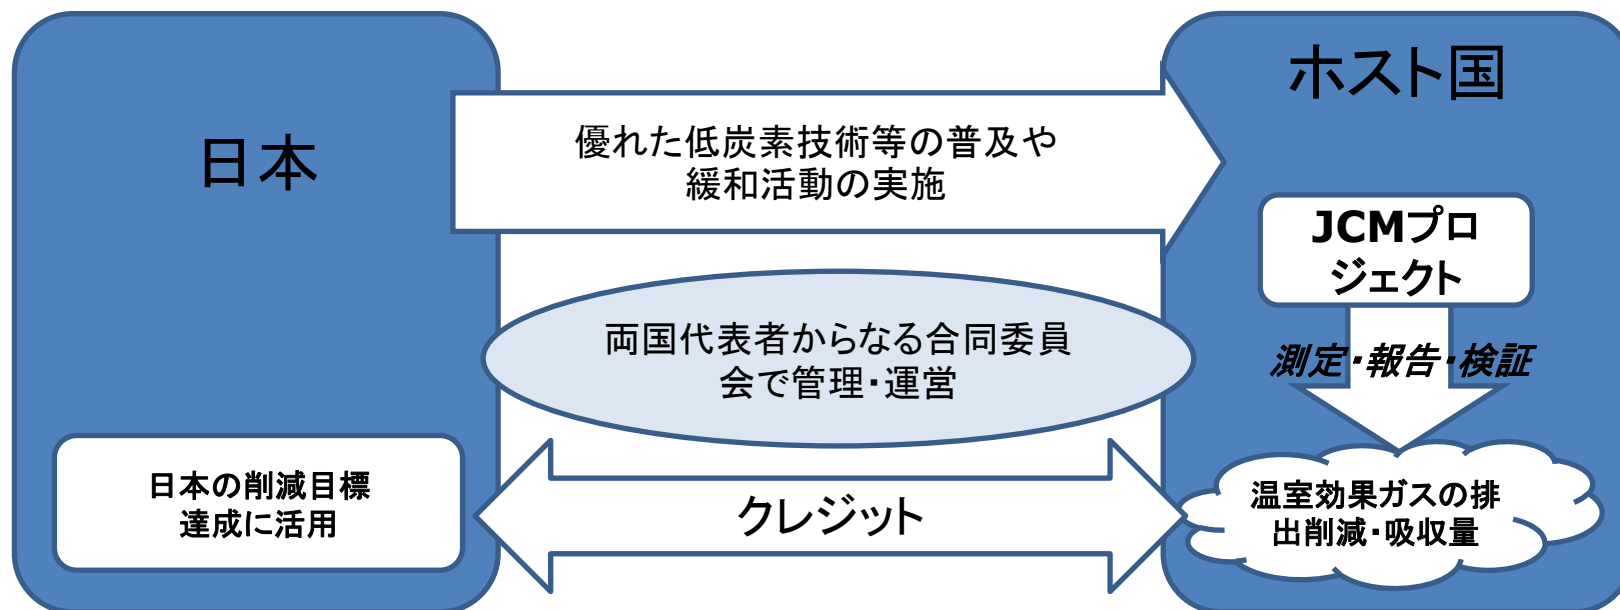 日本
優れた低炭素技術等の普及や
緩和活動の実施
ホスト国
JCMプロ
ジェクト
両国代表者からなる合同委員
会で管理・運営
測定・報告・検証
日本の削減目標
達成に活用
クレジット
温室効果ガスの排
出削減・吸収量